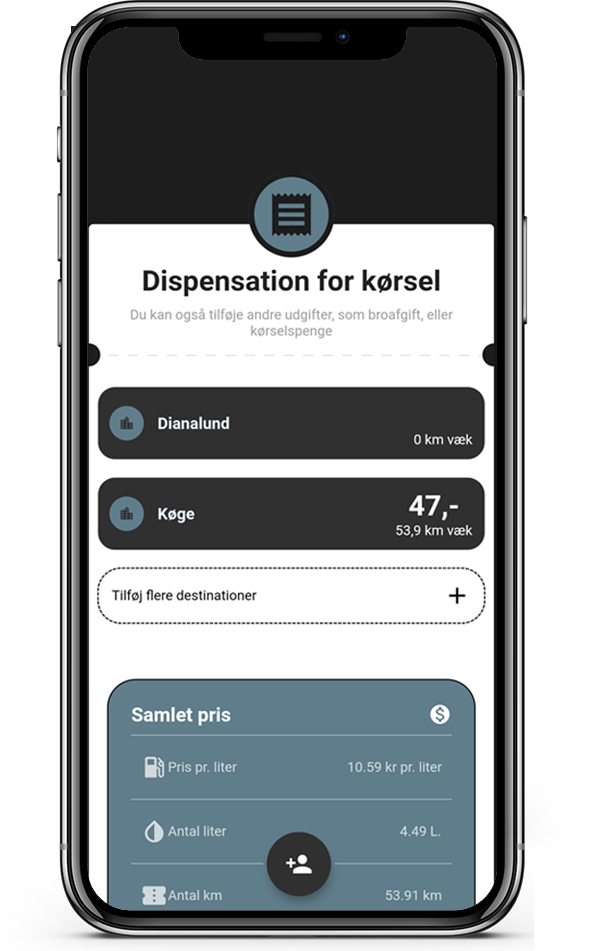 Dispensation for kørsel
Du kan også tilføje andre udgifter, som broafgift, eller
kørselspenge
Dianalund
0 km væk
Køge
47,-
53,9 km væk
Tilføj flere destinationer
Samlet pris
Pris pr. liter 10.59 kr pr. liter
Antal liter 4.49 L.
Antal km 53.91 km